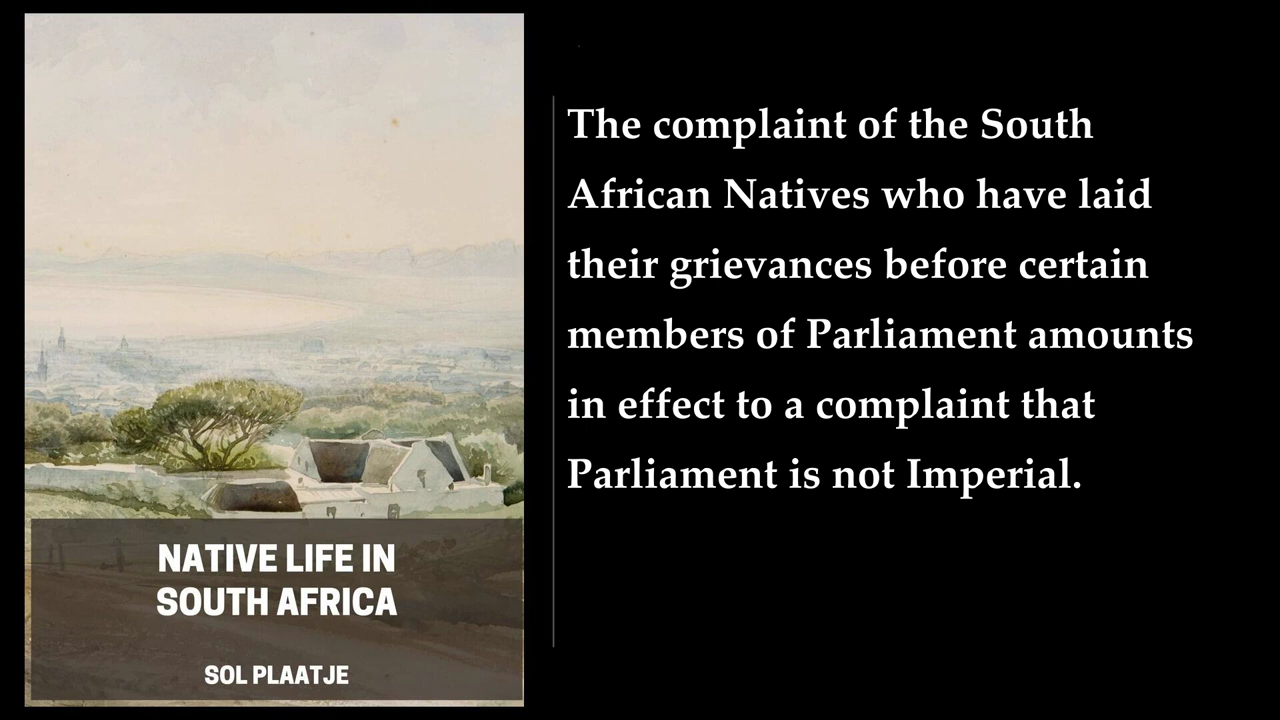 NATIVE LIFE IN
SOUTH AFRICA
SOL PLAATJE
The complaint of the South
African Natives who have laid
their grievances before certain
members of Parliament amounts
in effect to a complaint that
Parliament is not Imperial.